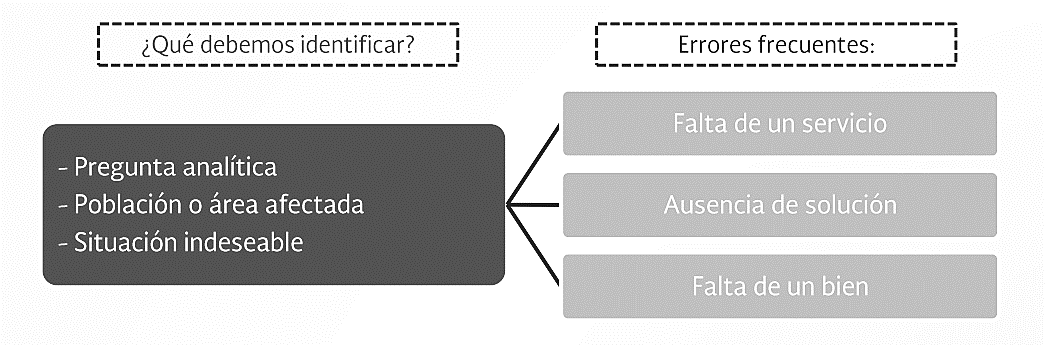 ¿Qué debemos identificar?
- Pregunta analítica
- Población o área afectada
- Situación indeseable
Errores frecuentes:
Falta de un servicio
Ausencia de solución
Falta de un bien